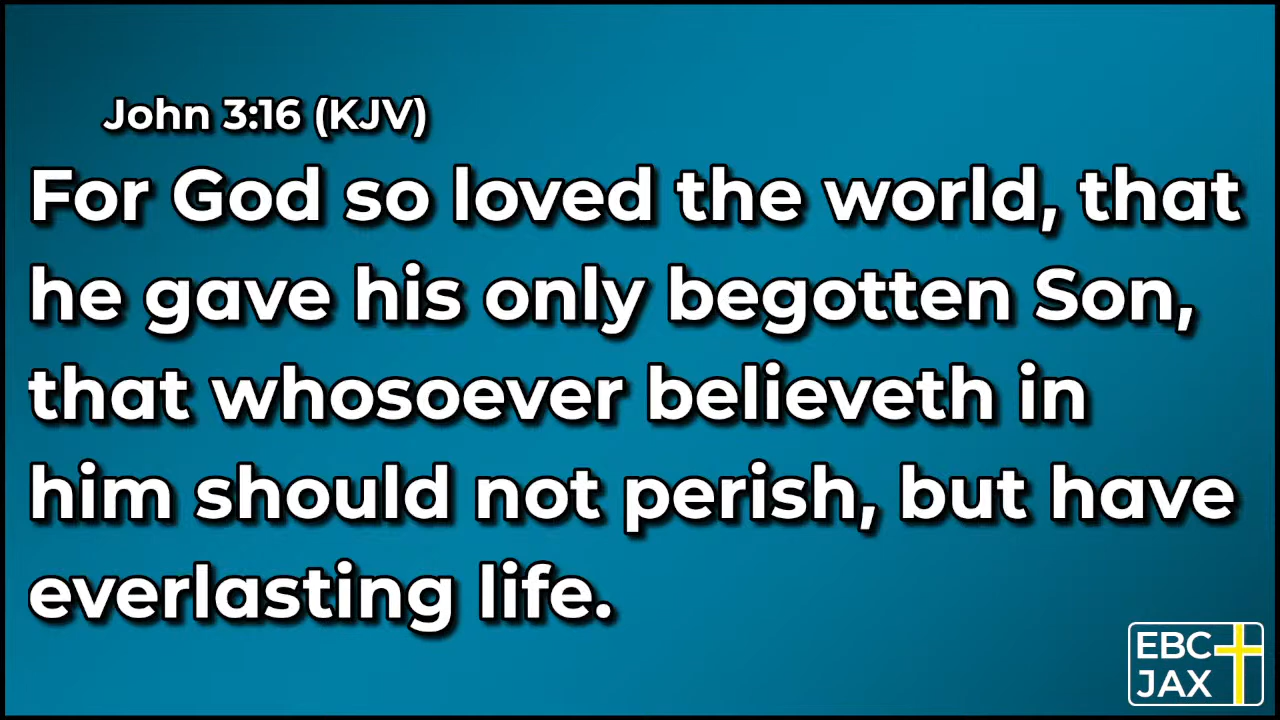 John 3:16 (KJV)
For God so loved the world, that
he gave his only begotten Son,
that whosoever believeth in
him should not perish, but have
everlasting life.
EBC
JAX